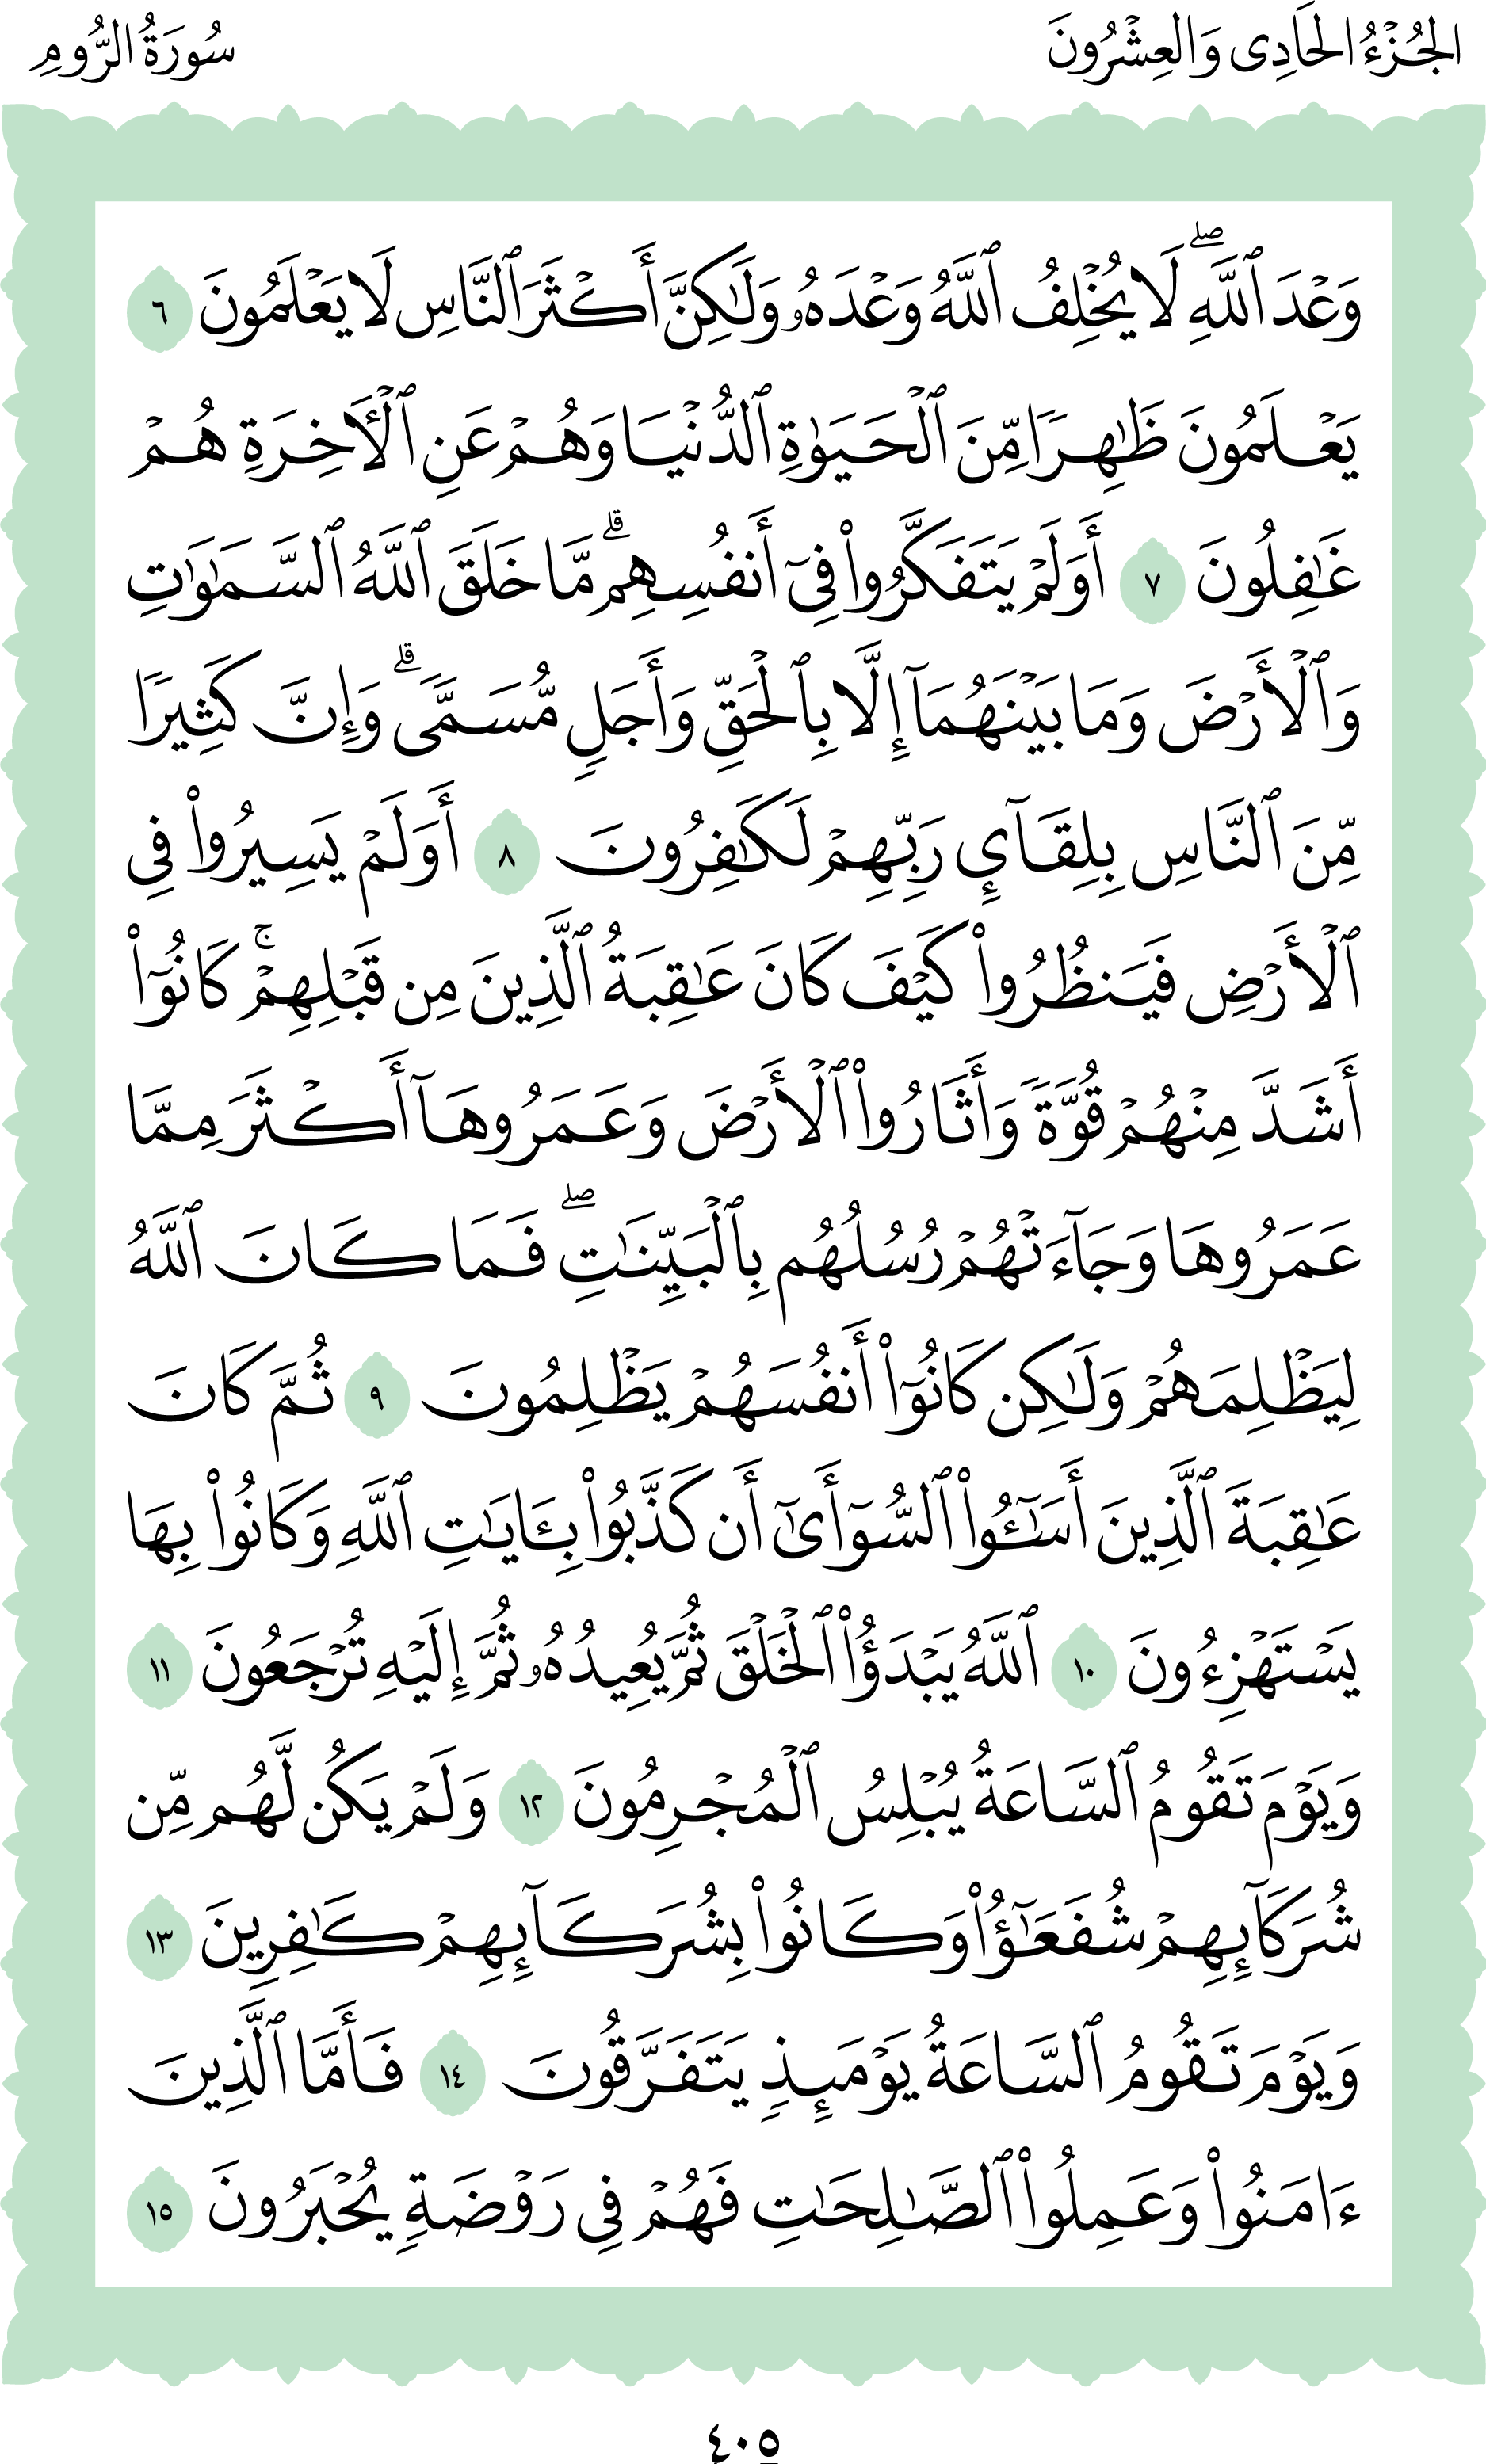 الجُزْءُ الحَادِى وَالعِشْرُونَ
سُورَةُ الرُّومِ
وَعْدَ ٱللَّهِۖ لَا يُخْلِفُ ٱللَّهُ وَعْدَهُۥ وَلَٰكِنَّ أَكْثَرَ ٱلنَّاسِ لَا يَعْلَمُونَ ٦
يَعْلَمُونَ ظَٰهِرًا مِّنَ ٱلْحَيَوٰةِ ٱلدُّنْيَا وَهُمْ عَنِ ٱلْءَاخِرَةِ هُمْ
غَٰفِلُونَ ٧ أَوَلَمْ يَتَفَكَّرُوا۟ فِىٓ أَنفُسِهِمۗ مَّا خَلَقَ ٱللَّهُ ٱلسَّمَٰوَٰتِ
وَٱلْأَرْضَ وَمَا بَيْنَهُمَآ إِلَّا بِٱلْحَقِّ وَأَجَلٍ مُّسَمًّىۗ وَإِنَّ كَثِيرًا
مِّنَ ٱلنَّاسِ بِلِقَآئِ رَبِّهِمْ لَكَٰفِرُونَ ٨ أَوَلَمْ يَسِيرُوا۟ فِى
ٱلْأَرْضِ فَيَنظُرُوا۟ كَيْفَ كَانَ عَٰقِبَةُ ٱلَّذِينَ مِن قَبْلِهِمْۚ كَانُوٓا۟
أَشَدَّ مِنْهُمْ قُوَّةً وَأَثَارُوا۟ ٱلْأَرْضَ وَعَمَرُوهَآ أَكْثَرَ مِمَّا
عَمَرُوهَا وَجَآءَتْهُمْ رُسُلُهُم بِٱلْبَيِّنَٰتِۖ فَمَا كَانَ ٱللَّهُ
لِيَظْلِمَهُمْ وَلَٰكِن كَانُوٓا۟ أَنفُسَهُمْ يَظْلِمُونَ ٩ ثُمَّ كَانَ
عَٰقِبَةَ ٱلَّذِينَ أَسَٰٓـُٔوا۟ ٱلسُّوٓأَىٰٓ أَن كَذَّبُوا۟ بِـَٔايَٰتِ ٱللَّهِ وَكَانُوا۟ بِهَا
يَسْتَهْزِءُونَ ١٠ ٱللَّهُ يَبْدَؤُا۟ ٱلْخَلْقَ ثُمَّ يُعِيدُهُۥ ثُمَّ إِلَيْهِ تُرْجَعُونَ ١١
وَيَوْمَ تَقُومُ ٱلسَّاعَةُ يُبْلِسُ ٱلْمُجْرِمُونَ ١٢ وَلَمْ يَكُن لَّهُم مِّن
شُرَكَآئِهِمْ شُفَعَٰٓؤُا۟ وَكَانُوا۟ بِشُرَكَآئِهِمْ كَٰفِرِينَ ١٣
وَيَوْمَ تَقُومُ ٱلسَّاعَةُ يَوْمَئِذٍ يَتَفَرَّقُونَ ١٤ فَأَمَّا ٱلَّذِينَ
ءَامَنُوا۟ وَعَمِلُوا۟ ٱلصَّٰلِحَٰتِ فَهُمْ فِى رَوْضَةٍ يُحْبَرُونَ ١٥
٤٠٥